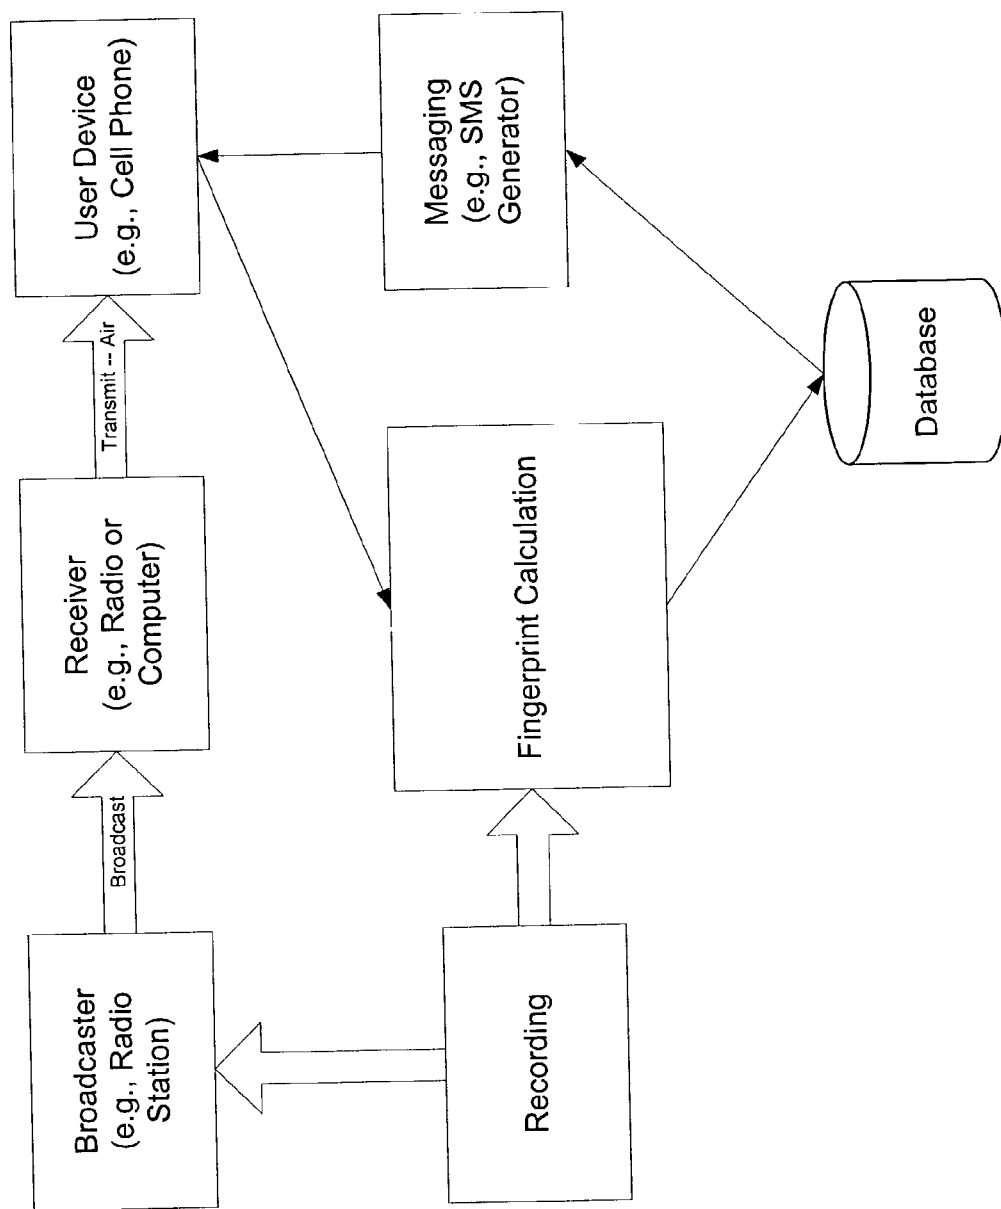 Broadcaster
(e.g., Radio
Station)
Broadcast
Receiver
(e.g., Radio or
Computer)
Transmit -- Air
User Device
(e.g., Cell Phone)
Recording
Fingerprint Calculation
Messaging
(e.g., SMS
Generator)
Database